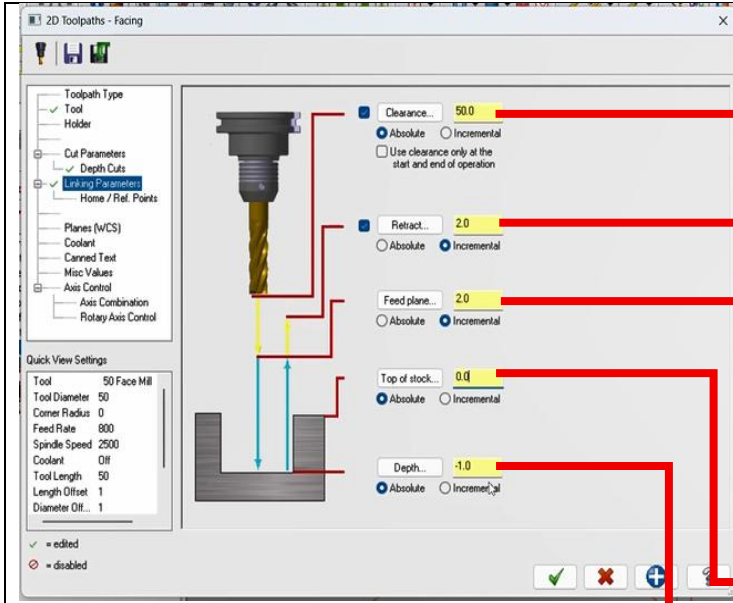 2D Toolpaths - Facing
Toolpath Type
Tool
Holder
Cut Parameters
Depth Cuts
Linking Parameters
Home / Ref. Points
Planes (WCS)
Coolant
Canned Text
Misc Values
Axis Control
Axis Combination
Rotary Axis Control
Quick View Settings
Tool 50 Face Mill
Tool Diameter 50
Corner Radius 0
Feed Rate 800
Spindle Speed 2500
Coolant Off
Tool Length 50
Length Offset 1
Diameter Off... 1
= edited
= disabled
Clearance... 50.0
Absolute Incremental
Use clearance only at the
start and end of operation
Retract... 2.0
Absolute Incremental
Feed plane... 2.0
Absolute Incremental
Top of stock... 0.0
Absolute Incremental
Depth... -1.0
Absolute Incremental
?